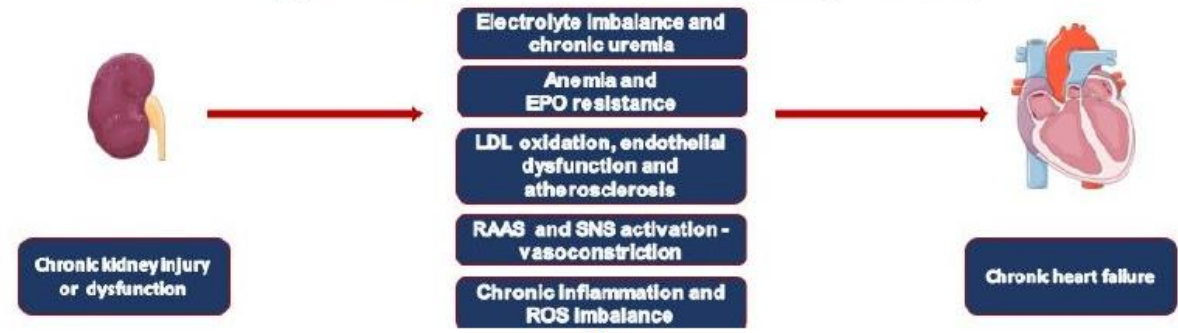 Electrolyte imbalance and
chronic uremia
Anemia and
EPO resistance
LDL oxidation, endothelial
dysfunction and
atherosclerosis
RAAS and SNS activation -
vasoconstriction
Chronic inflammation and
ROS imbalance
Chronic kidney injury
or dysfunction
Chronic heart failure